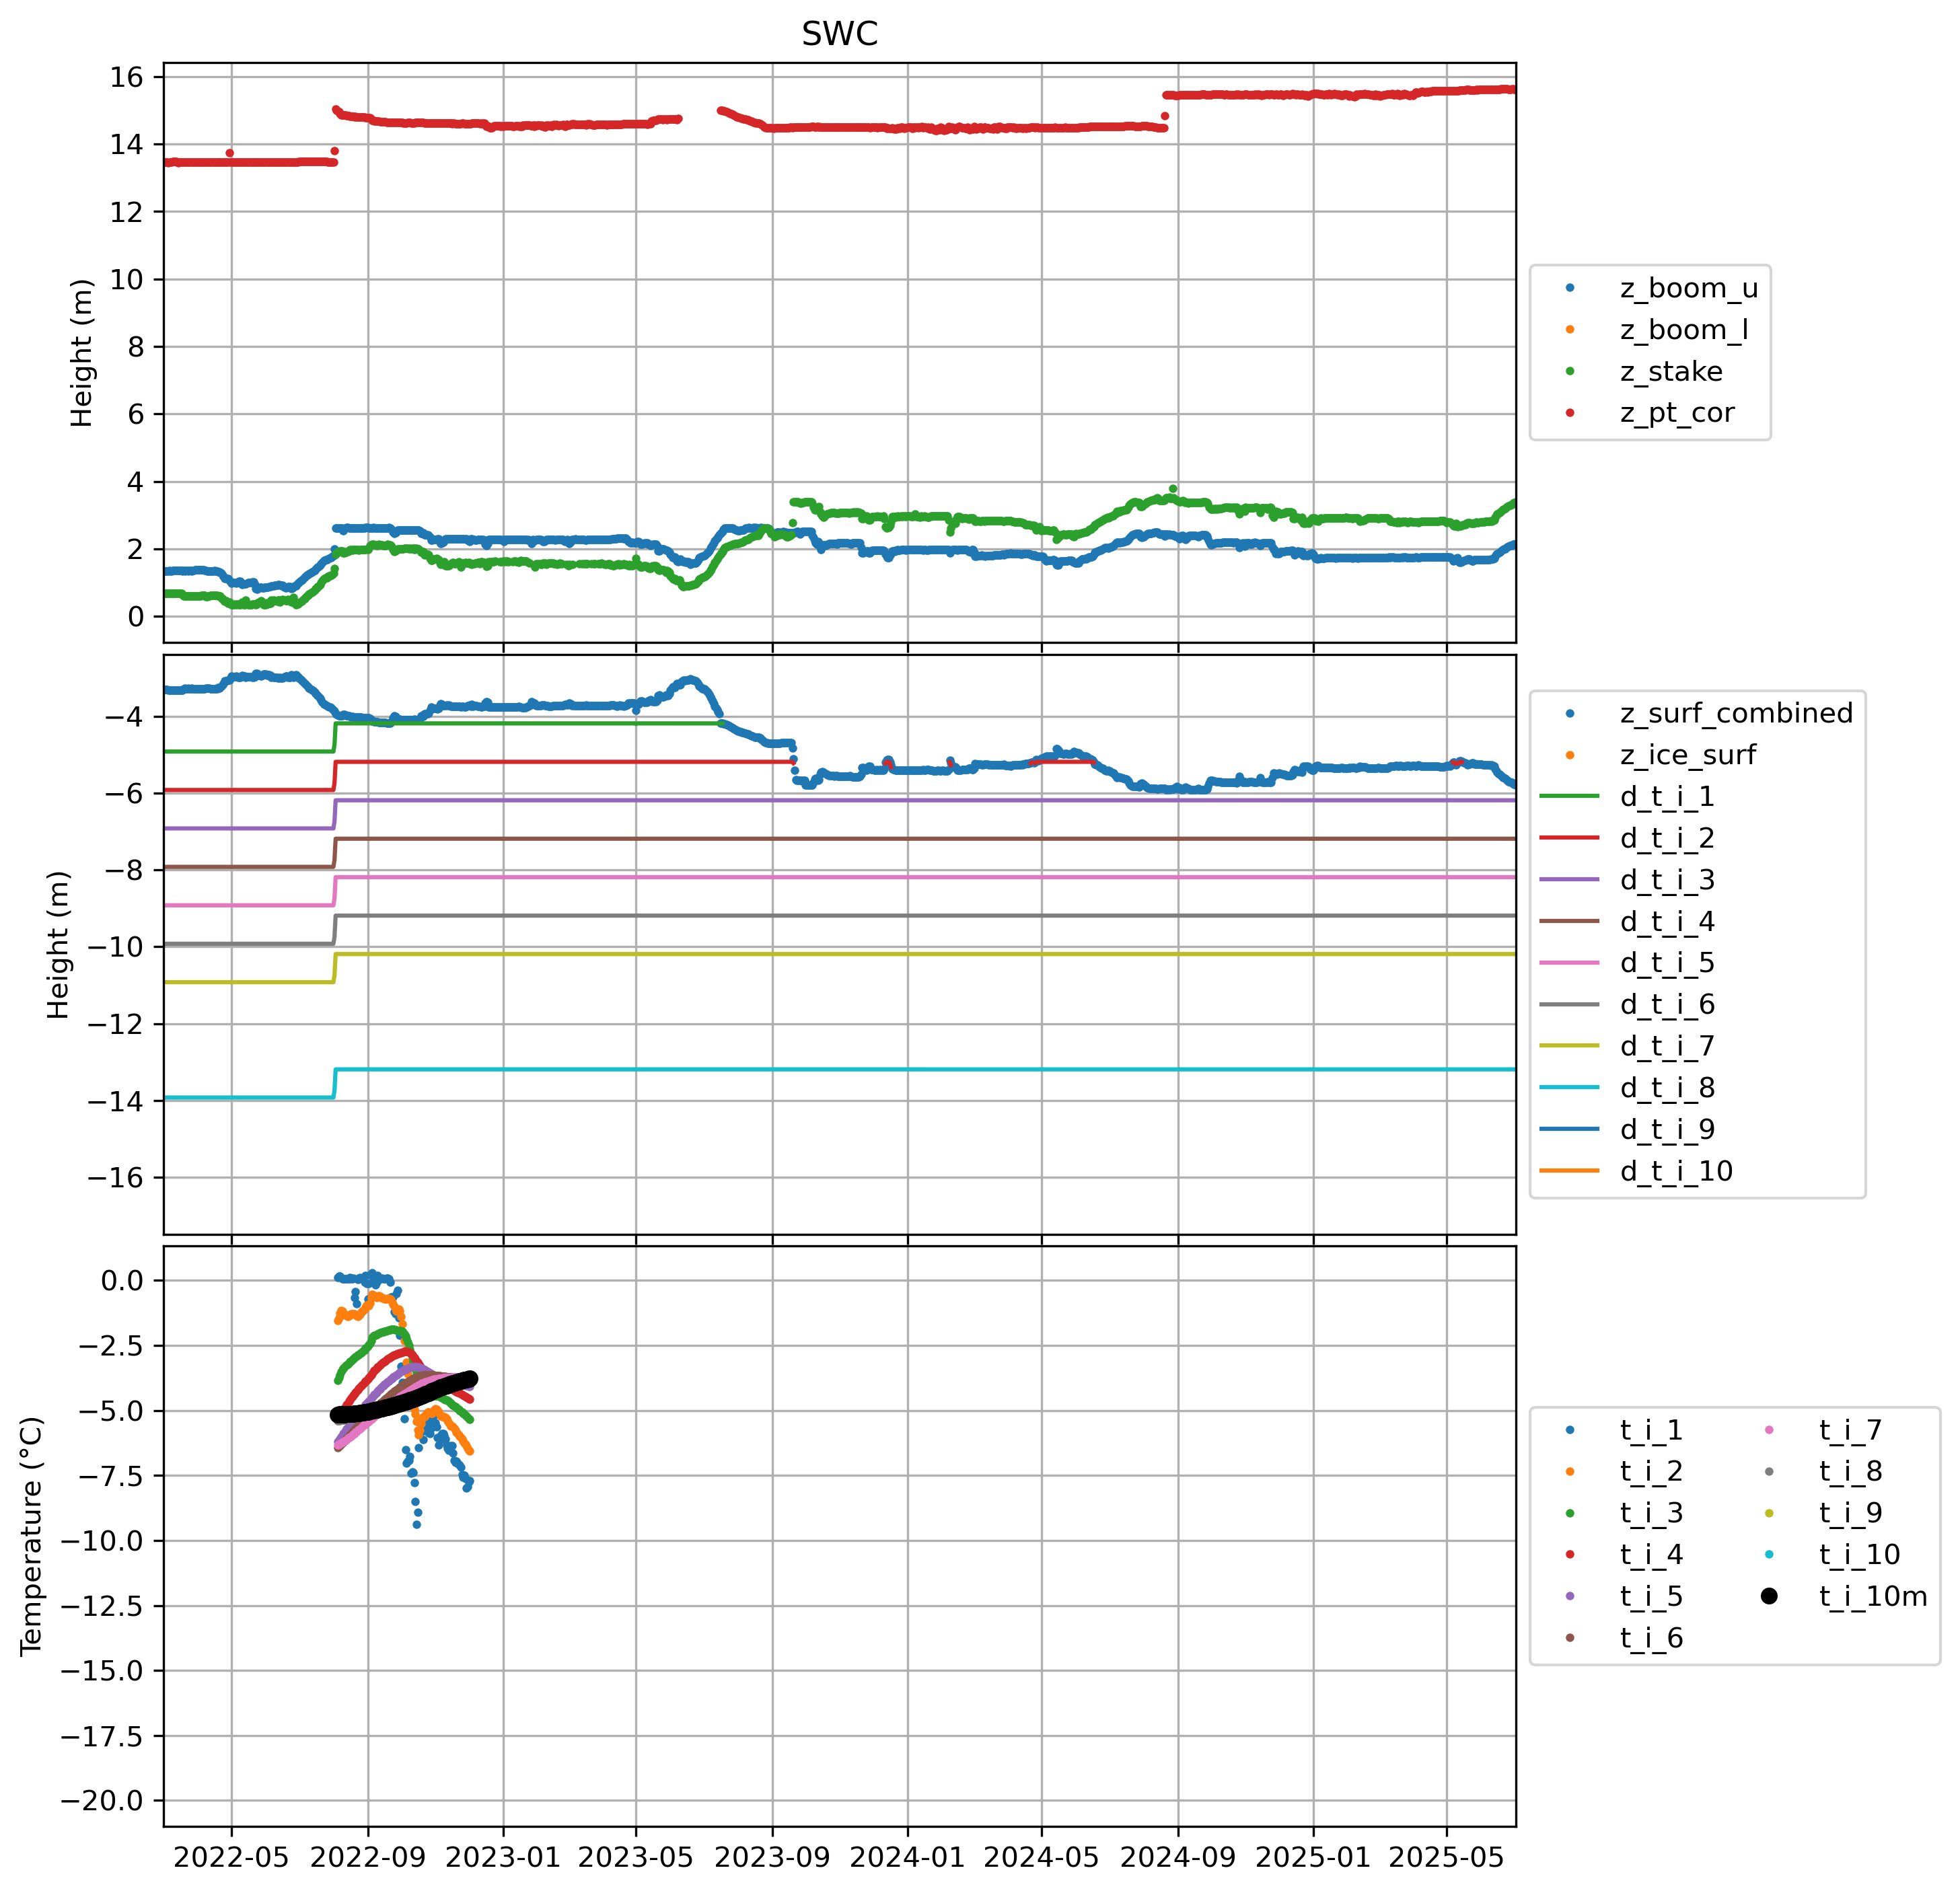 SWC
Height (m)
16
14
12
10
8
6
4
2
0
z_boom_u
z_boom_l
z_stake
z_pt_cor
Height (m)
−4
−6
−8
−10
−12
−14
−16
z_surf_combined
z_ice_surf
d_t_i_1
d_t_i_2
d_t_i_3
d_t_i_4
d_t_i_5
d_t_i_6
d_t_i_7
d_t_i_8
d_t_i_9
d_t_i_10
Temperature (°C)
0.0
−2.5
−5.0
−7.5
−10.0
−12.5
−15.0
−17.5
−20.0
t_i_1
t_i_2
t_i_3
t_i_4
t_i_5
t_i_6
t_i_7
t_i_8
t_i_9
t_i_10
t_i_10m
2022-05 2022-09 2023-01 2023-05 2023-09 2024-01 2024-05 2024-09 2025-01 2025-05